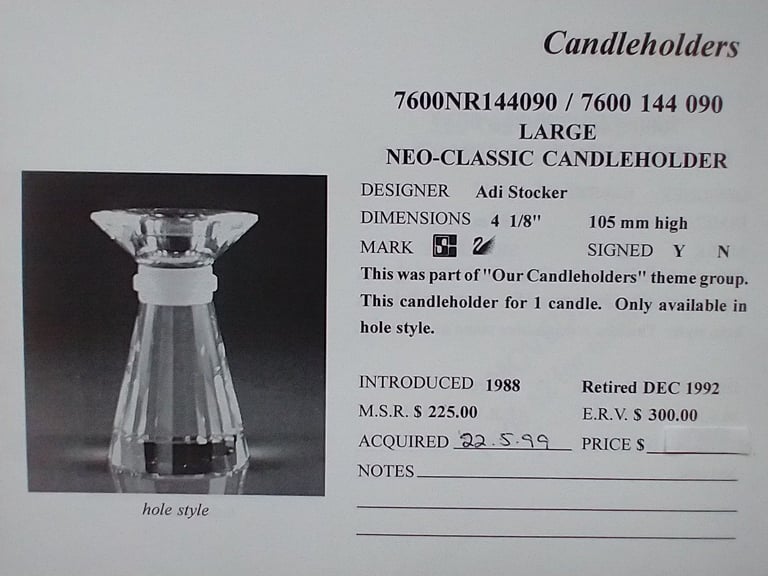 Candleholders
7600NR144090 / 7600 144 090
LARGE
NEO-CLASSIC CANDLEHOLDER
DESIGNER Adi Stocker
DIMENSIONS 4 1/8" 105 mm high
MARK SIGNED Y N
This was part of "Our Candleholders" theme group.
This candleholder for 1 candle. Only available in
hole style.
INTRODUCED 1988 Retired DEC 1992
M.S.R. $ 225.00 E.R.V. $ 300.00
ACQUIRED 22.5.99 PRICE $
NOTES
hole style